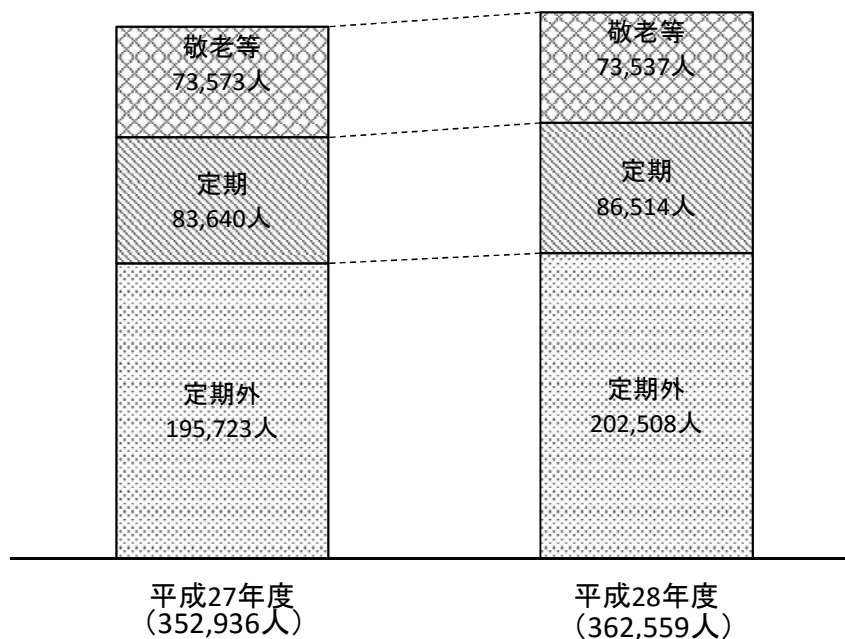 敬老等
73,573人
定期
83,640人
定期外
195,723人
平成27年度
（352,936人）
敬老等
73,537人
定期
86,514人
定期外
202,508人
平成28年度
（362,559人）